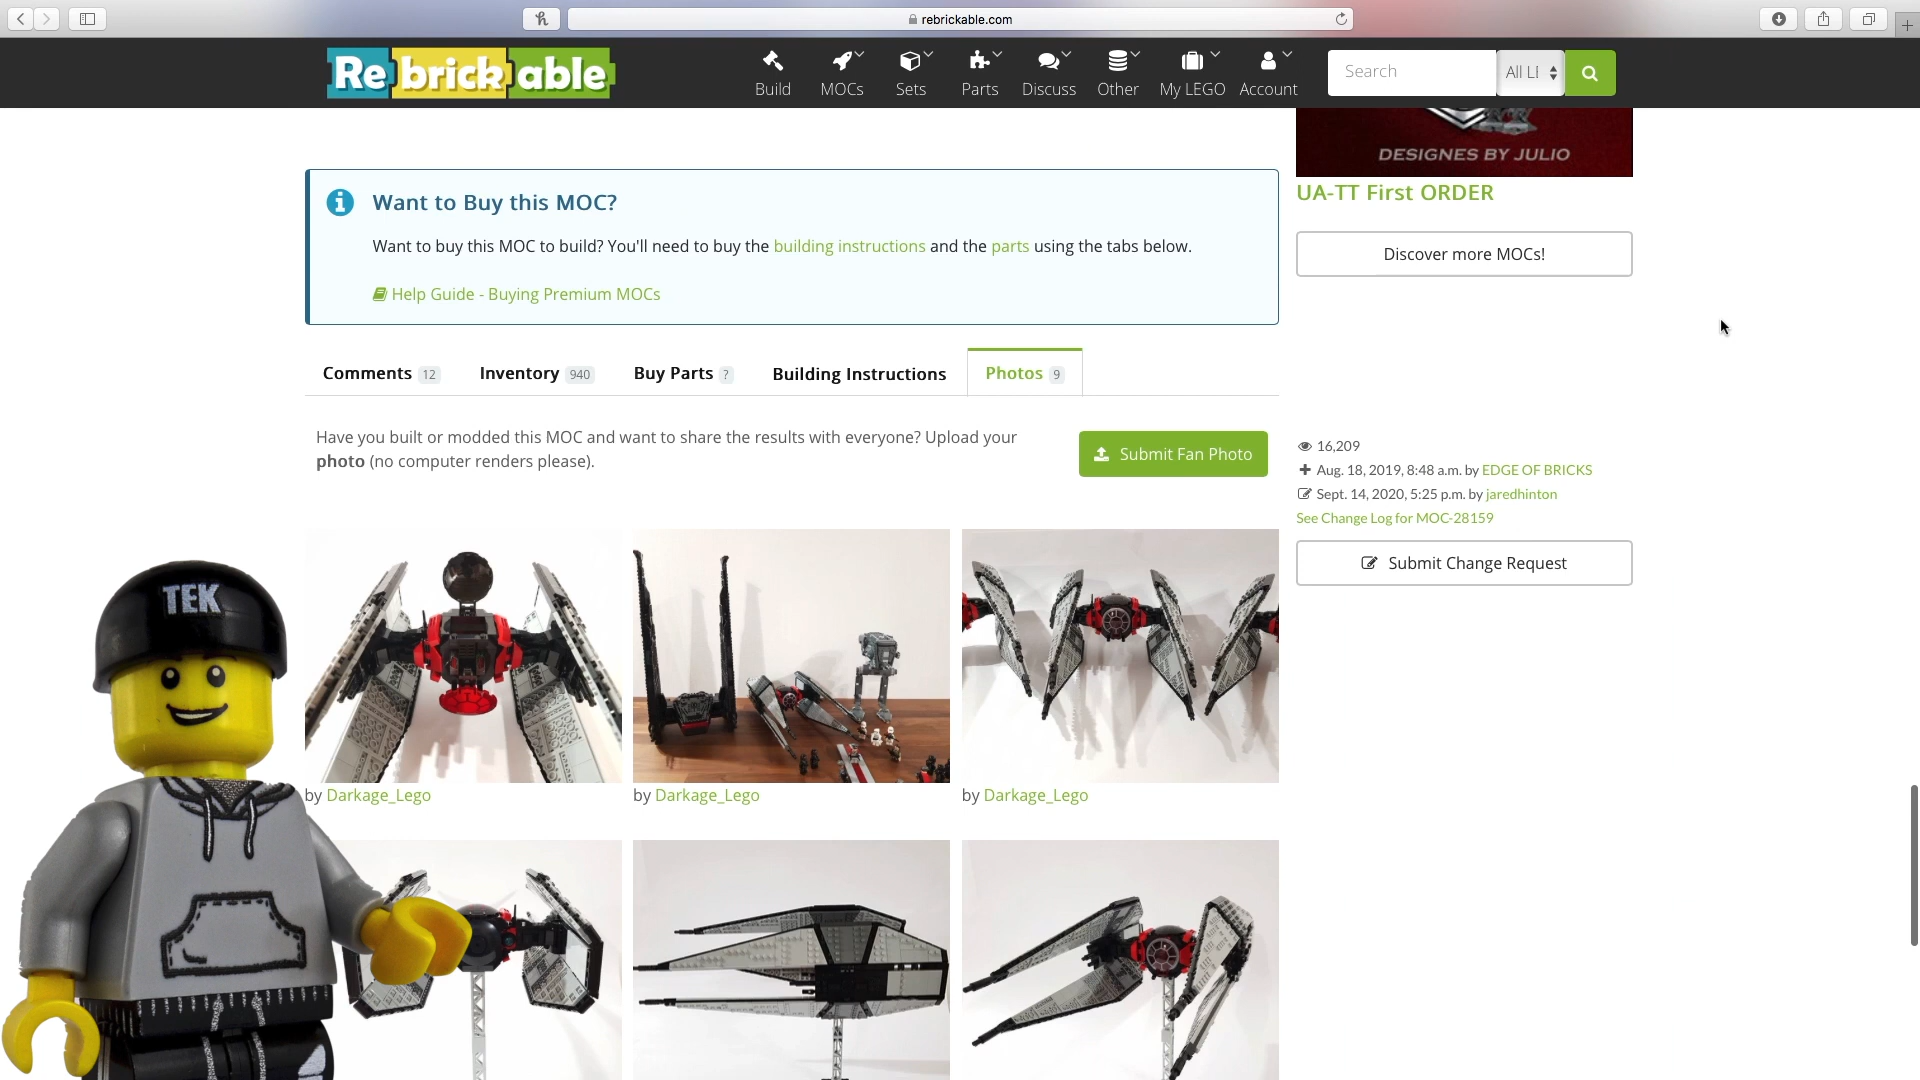 rebrickable.com
Rebrickable
Build
MOCs
Sets
Parts
Discuss
Other
My LEGO
Account
Search
All LE
DESIGNES BY JULIO
UA-TT First ORDER
Discover more MOCs!
Want to Buy this MOC?
Want to buy this MOC to build? You'll need to buy the building instructions and the parts using the tabs below.
Help Guide - Buying Premium MOCs
Comments 12
Inventory 940
Buy Parts ?
Building Instructions
Photos 9
Have you built or modded this MOC and want to share the results with everyone? Upload your
photo (no computer renders please).
Submit Fan Photo
16,209
Aug. 18, 2019, 8:48 a.m. by EDGE OF BRICKS
Sept. 14, 2020, 5:25 p.m. by jaredhinton
See Change Log for MOC-28159
Submit Change Request
TEK
by Darkage_Lego
by Darkage_Lego
by Darkage_Lego